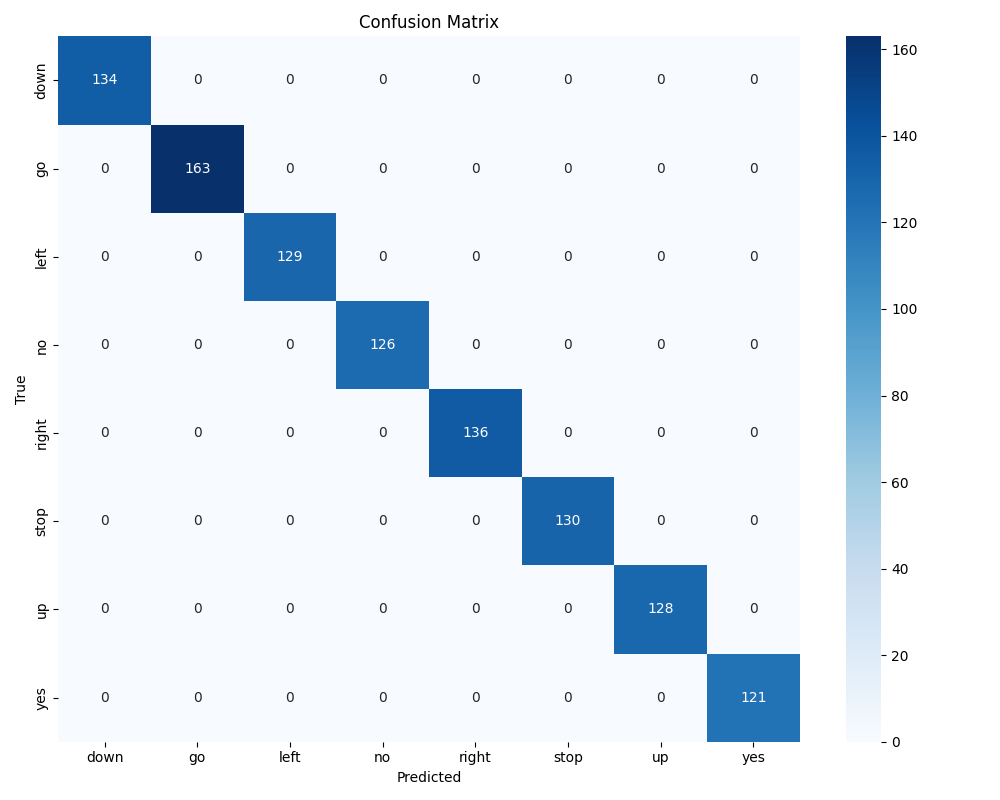 Confusion Matrix
down 134 0 0 0 0 0 0 0
go 0 163 0 0 0 0 0 0
left 0 0 129 0 0 0 0 0
no 0 0 0 126 0 0 0 0
right 0 0 0 0 136 0 0 0
stop 0 0 0 0 0 130 0 0
up 0 0 0 0 0 0 128 0
yes 0 0 0 0 0 0 0 121
True
down go left no right stop up yes
Predicted
160
140
120
100
80
60
40
20
0